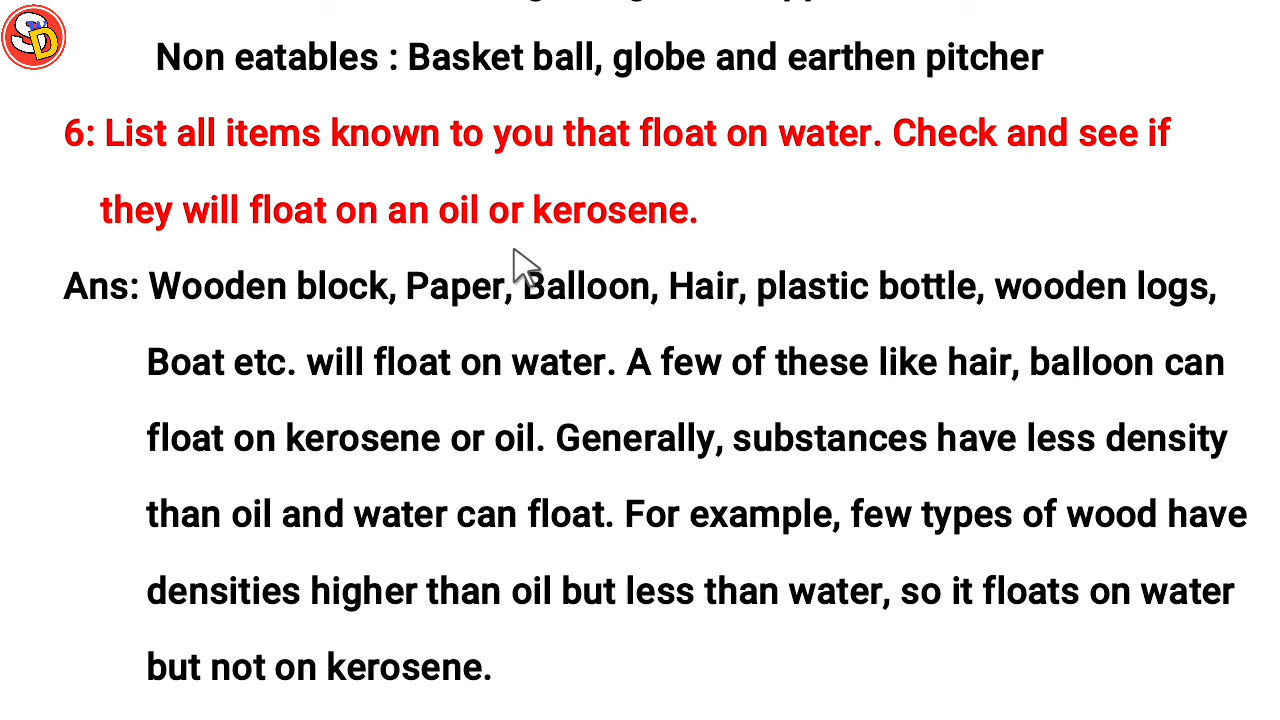 Non eatables : Basket ball, globe and earthen pitcher
6: List all items known to you that float on water. Check and see if
they will float on an oil or kerosene.
Ans: Wooden block, Paper, Balloon, Hair, plastic bottle, wooden logs,
Boat etc. will float on water. A few of these like hair, balloon can
float on kerosene or oil. Generally, substances have less density
than oil and water can float. For example, few types of wood have
densities higher than oil but less than water, so it floats on water
but not on kerosene.